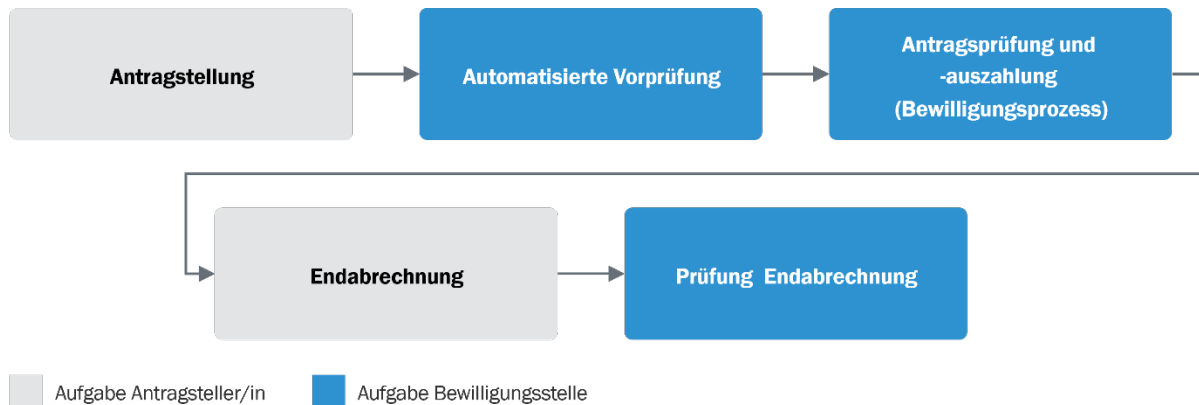 Antragstellung
Automatisierte Vorprüfung
Antragsprüfung und
-auszahlung
(Bewilligungsprozess)
Endabrechnung
Prüfung Endabrechnung
Aufgabe Antragsteller/in
Aufgabe Bewilligungsstelle